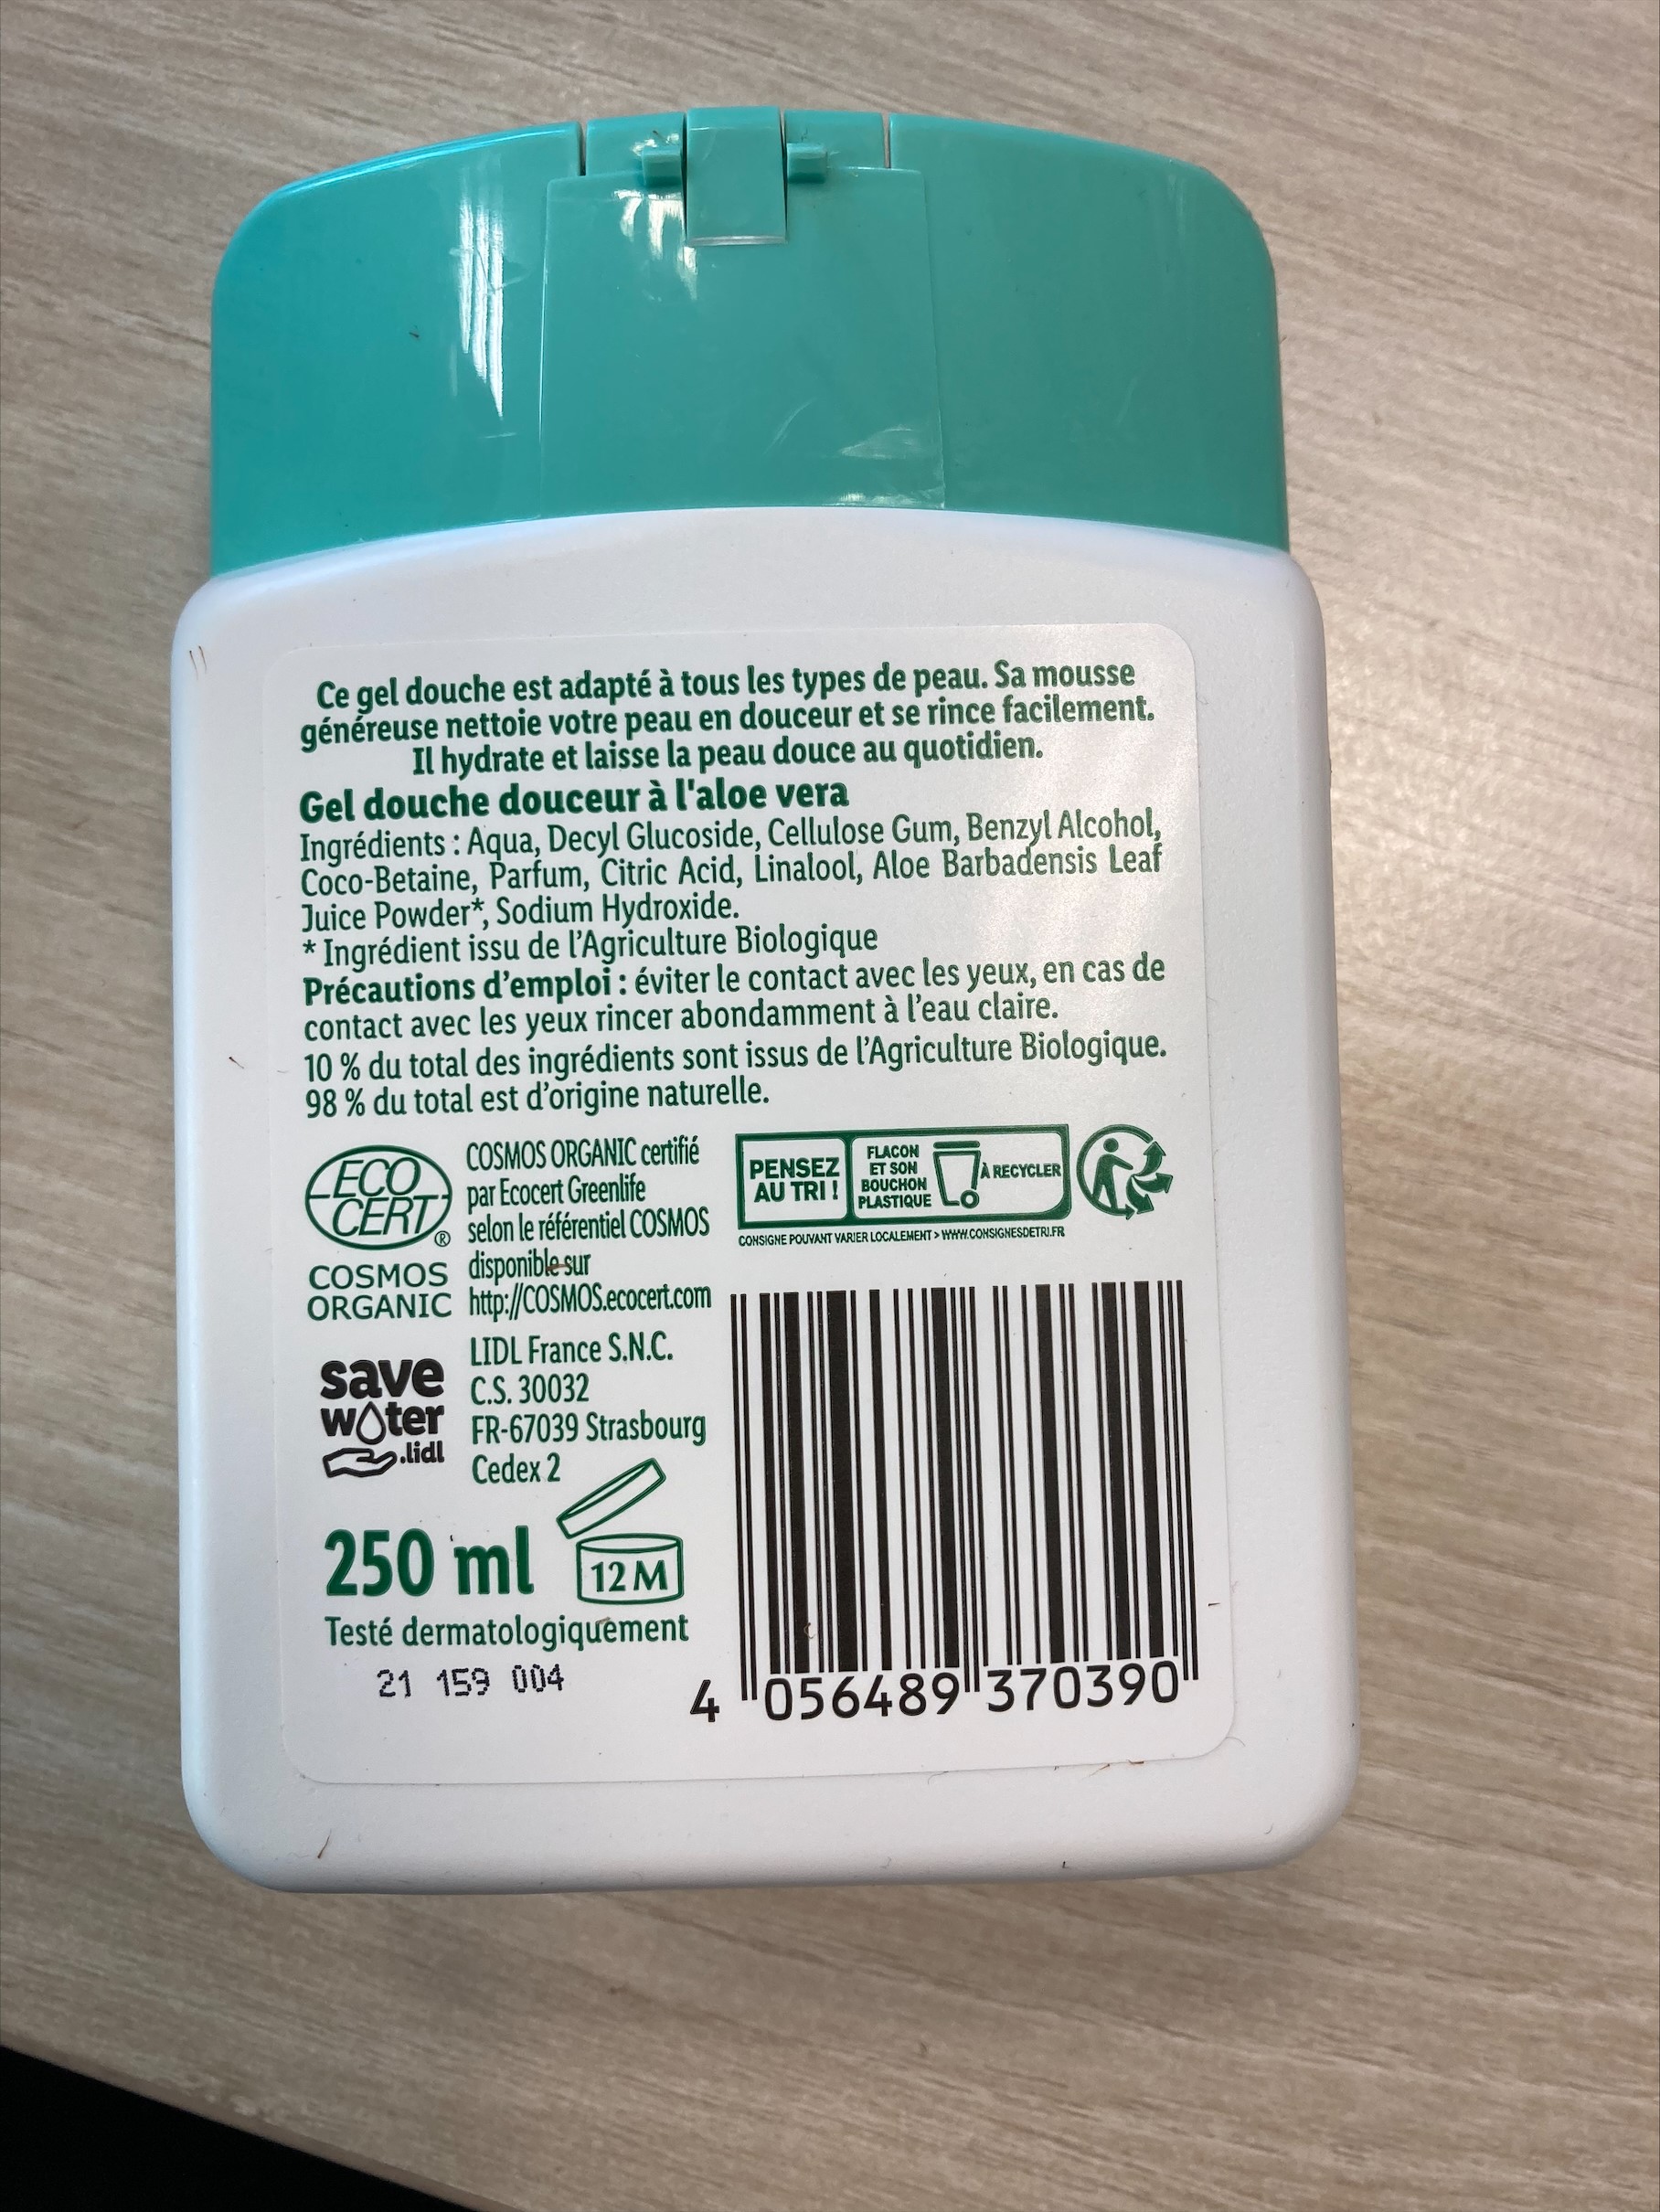 Ce gel douche est adapté à tous les types de peau. Sa mousse
généreuse nettoie votre peau en douceur et se rince facilement.
Il hydrate et laisse la peau douce au quotidien.
Gel douche douceur à l'aloe vera
Ingrédients : Aqua, Decyl Glucoside, Cellulose Gum, Benzyl Alcohol,
Coco-Betaine, Parfum, Citric Acid, Linalool, Aloe Barbadensis Leaf
Juice Powder*, Sodium Hydroxide.
* Ingrédient issu de l'Agriculture Biologique
Précautions d'emploi : éviter le contact avec les yeux, en cas de
contact avec les yeux rincer abondamment à l'eau claire.
10 % du total des ingrédients sont issus de l'Agriculture Biologique.
98 % du total est d'origine naturelle.
ECO
CERT®
COSMOS
ORGANIC
COSMOS ORGANIC certifié
par Ecocert Greenlife
selon le référentiel COSMOS
disponible sur
http://COSMOS.ecocert.com
PENSEZ
AU TRI !
FLACON
ET SON
BOUCHON
PLASTIQUE
À RECYCLER
CONSIGNE POUVANT VARIER LOCALEMENT > WWW.CONSIGNESDETRI.FR
save
water
.lidl
LIDL France S.N.C.
C.S. 30032
FR-67039 Strasbourg
Cedex 2
250 ml
12 M
Testé dermatologiquement
21 159 004
4 056489 370390